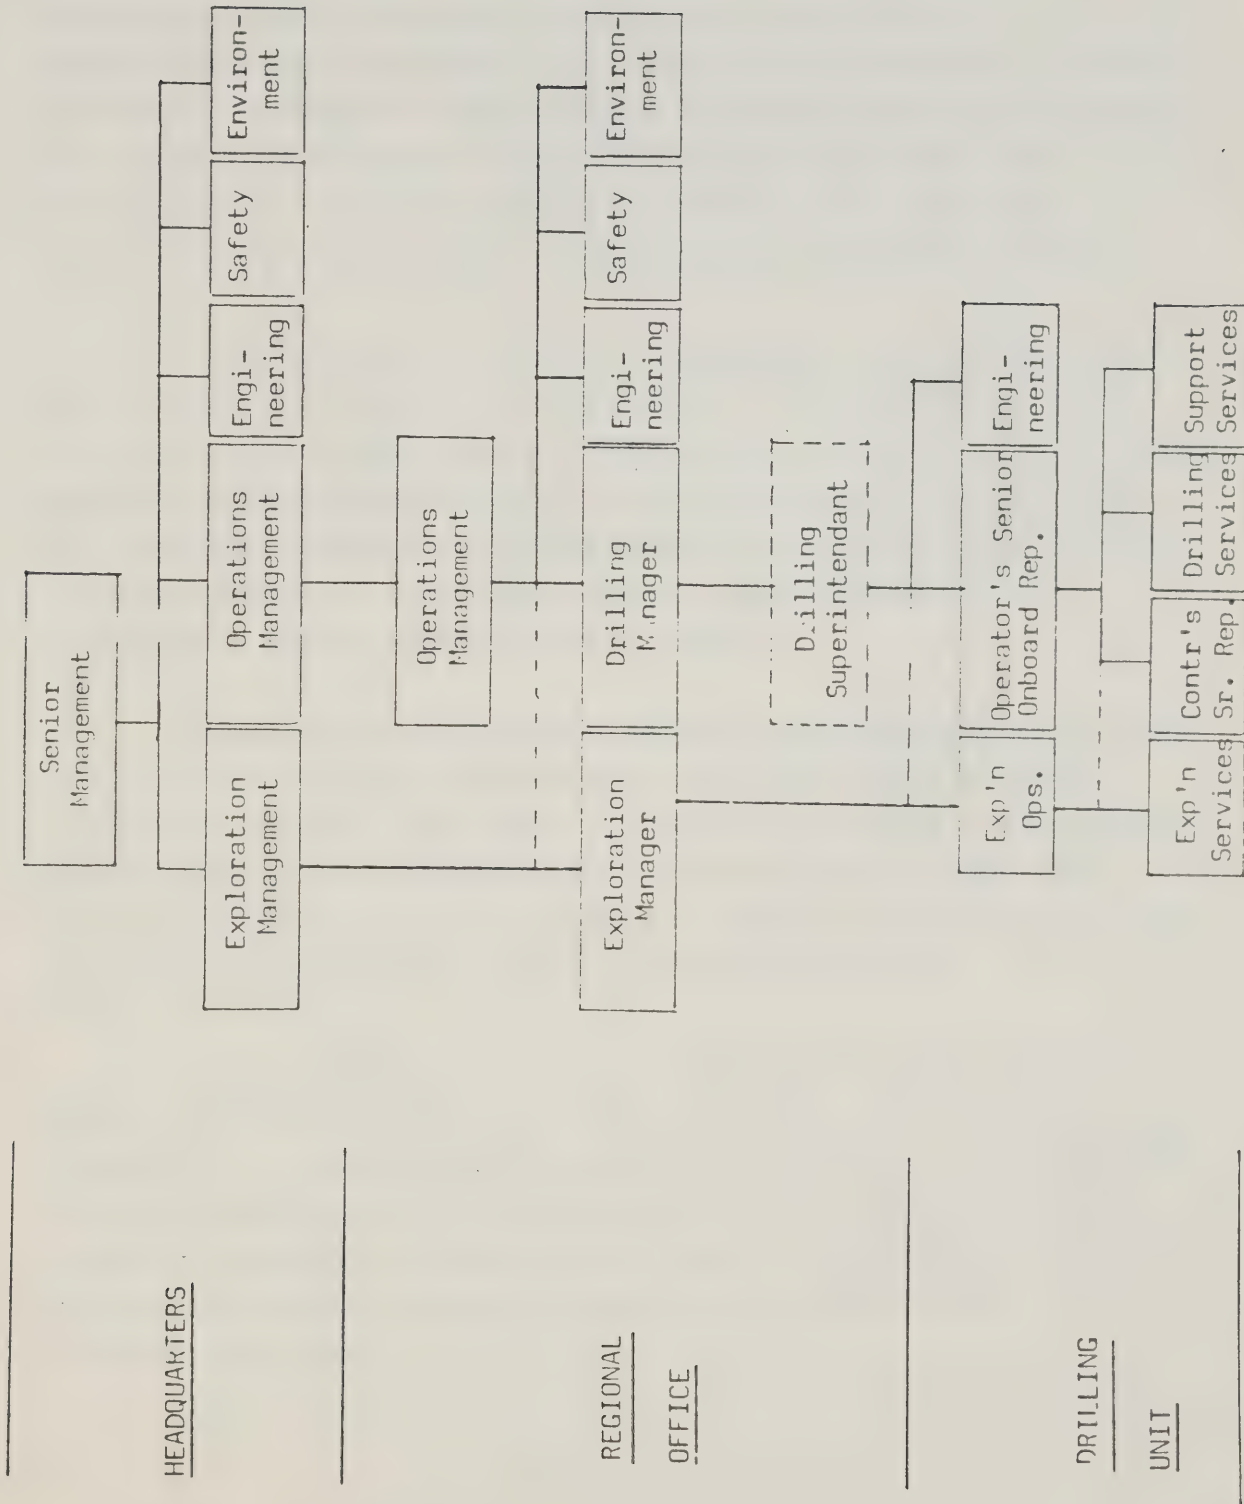 Senior
Management
HEADQUARTERS
Exploration
Management
Operations
Management
Engi-
neering
Safety
Environ-
ment
Operations
Management
REGIONAL
OFFICE
Exploration
Manager
Drilling
Manager
Engi-
neering
Safety
Environ-
ment
Drilling
Superintendant
DRILLING
UNIT
Exp'n
Ops.
Operator's Senior
Onboard Rep.
Engi-
neering
Exp'n
Services
Contr's
Sr. Rep.
Drilling
Services
Support
Services